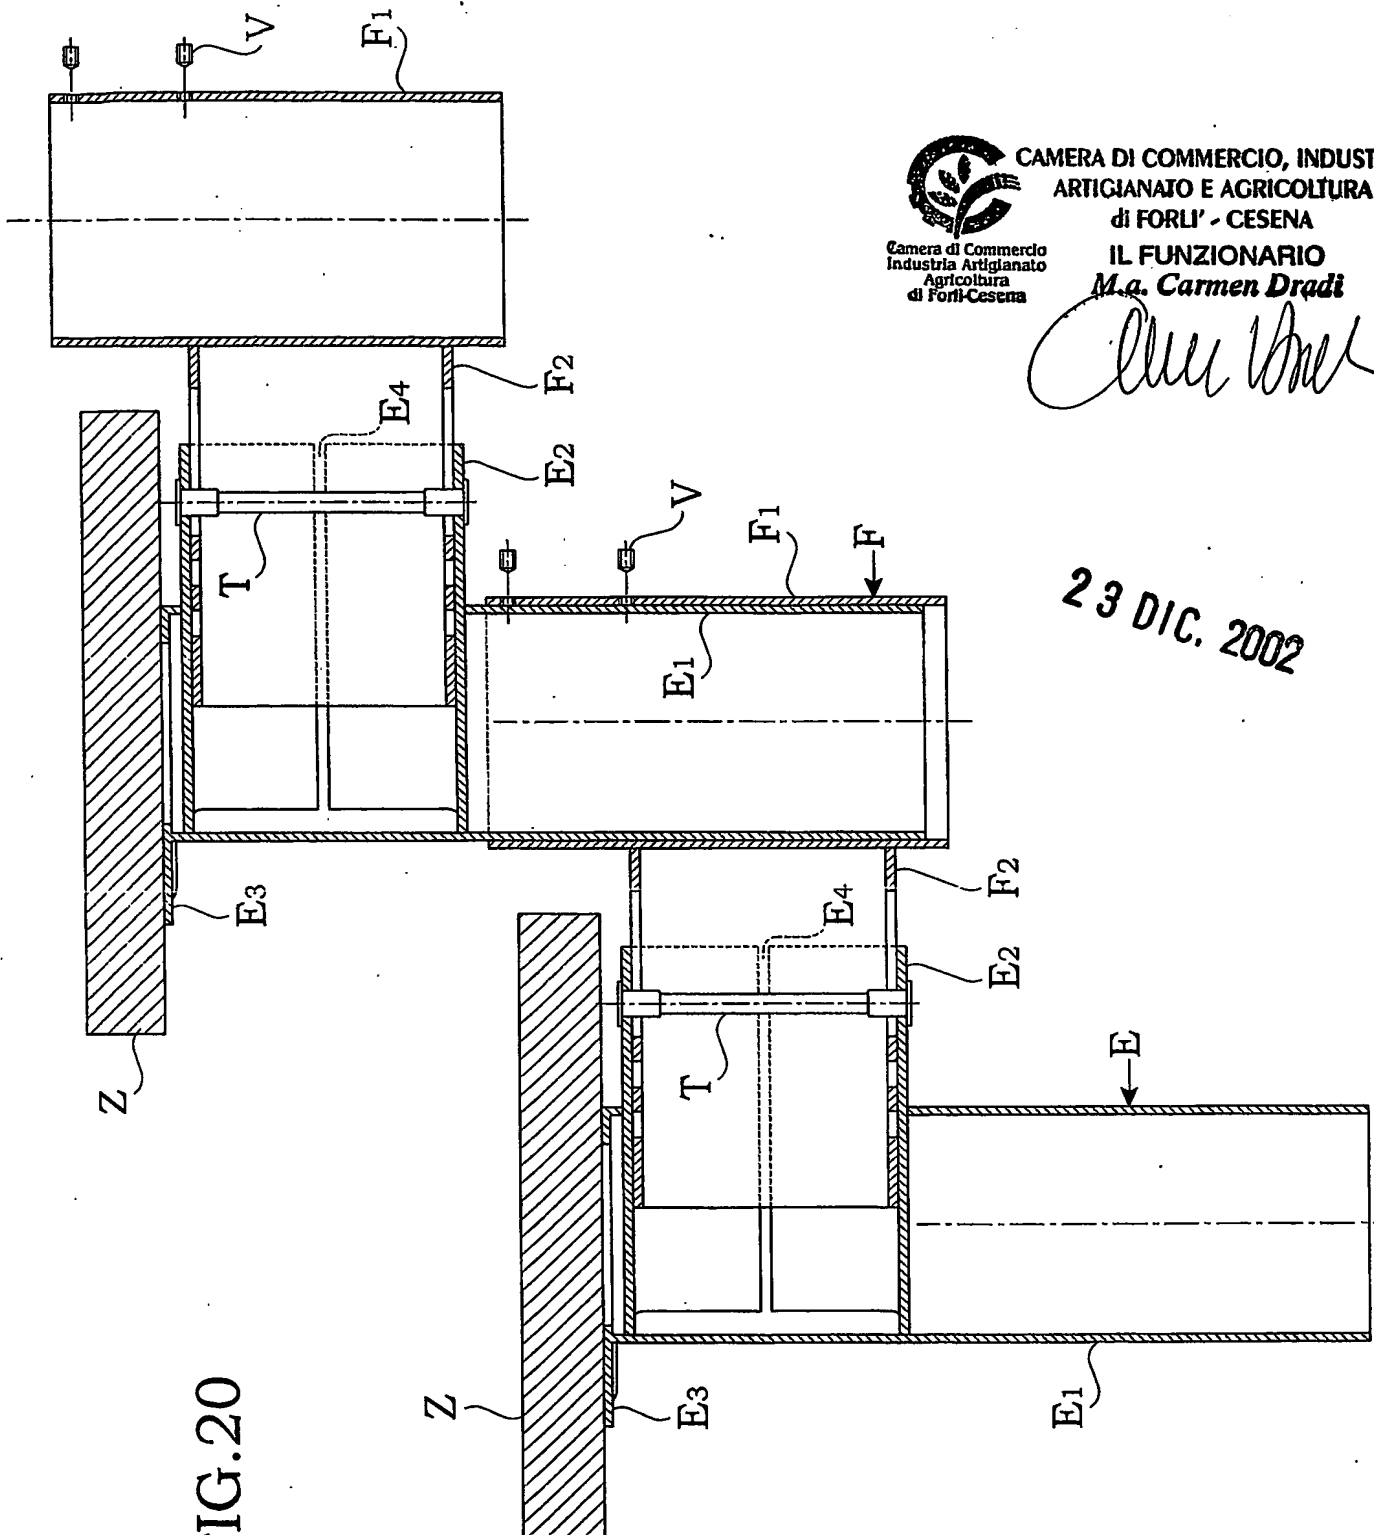 V
F1
CAMERA DI COMMERCIO, INDUST
ARTIGIANATO E AGRICOLTURA
di FORLI' - CESENA
IL FUNZIONARIO
M.a. Carmen Dradi
Camera di Commercio
Industria Artigianato
Agricoltura
di Forlì-Cesena
F2
E4
E2
T
V
F1
F
23 DIC. 2002
E1
E3
F2
E4
E2
Z
T
E
Z
E3
E1
IG.20